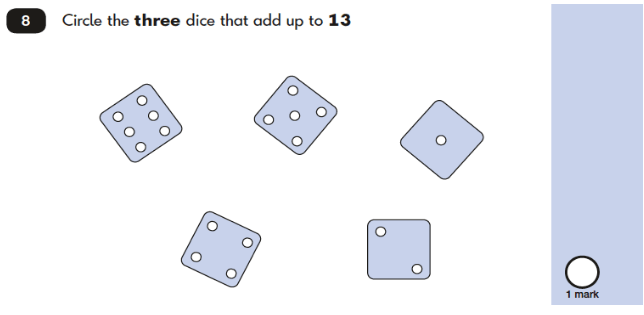 8 Circle the three dice that add up to 13
1 mark